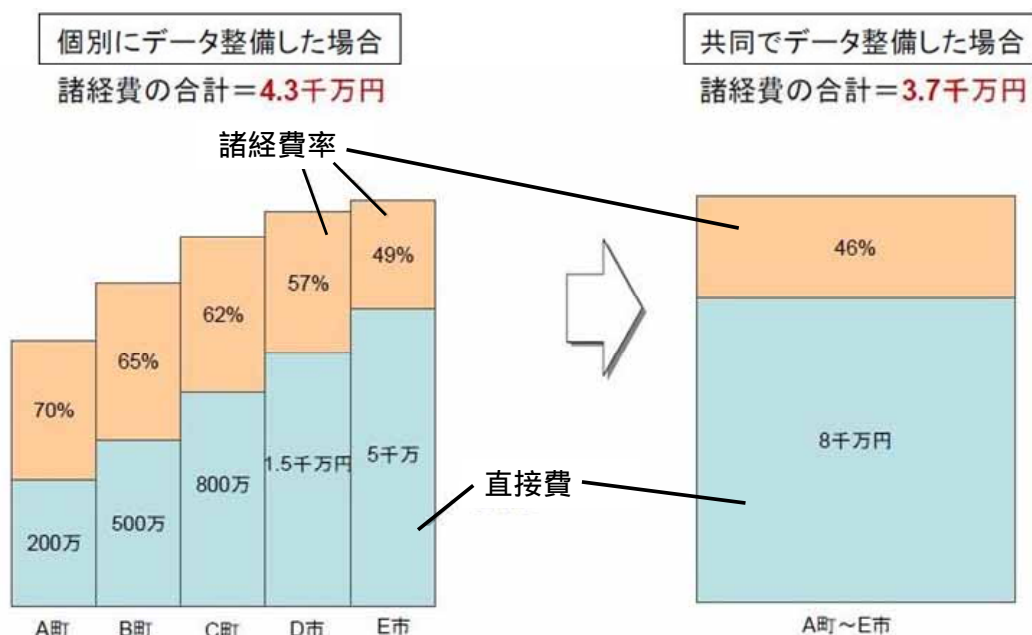 個別にデータ整備した場合
諸経費の合計＝4.3千万円
諸経費率
70%
65%
62%
57%
49%
200万
500万
800万
1.5千万円
5千万
A町
B町
C町
D市
E市
直接費
共同でデータ整備した場合
諸経費の合計＝3.7千万円
46%
8千万円
A町～E市